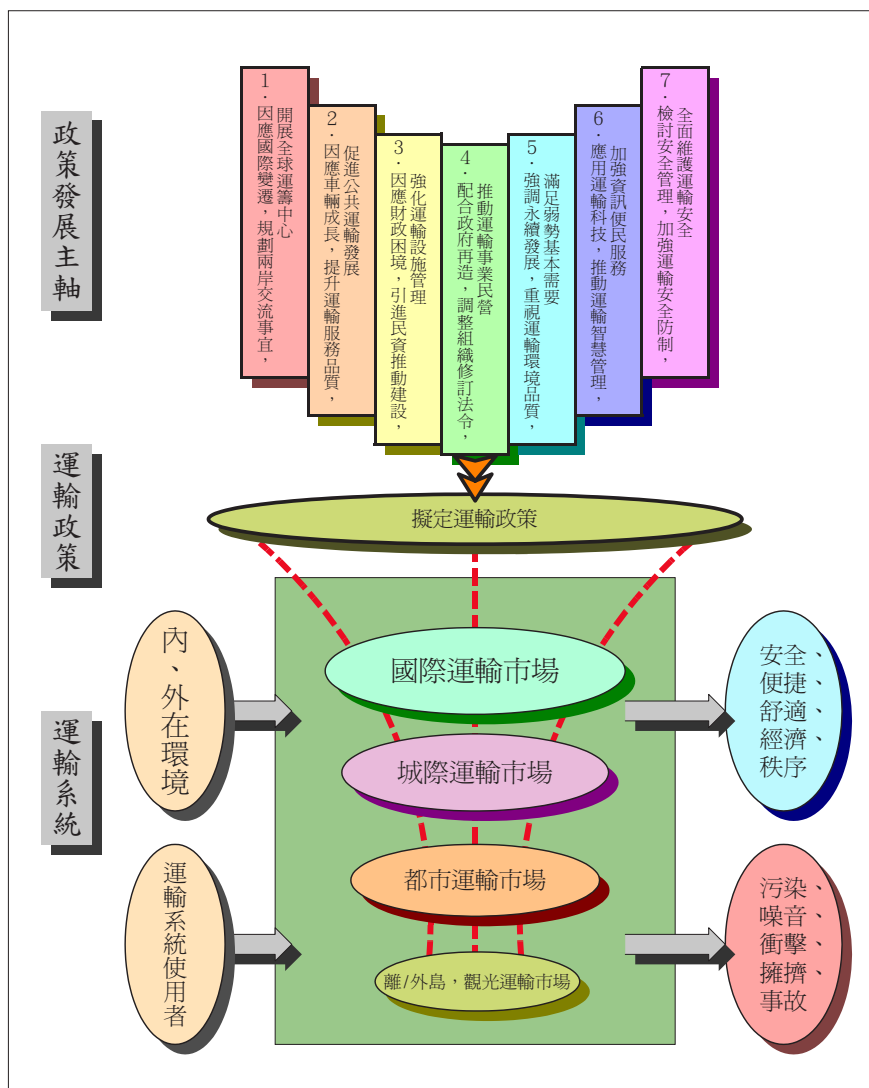 政策發展主軸
1．因應國際變遷，規劃兩岸交流事宜，
開展全球運籌中心
2．因應車輛成長，提升運輸服務品質，
促進公共運輸發展
3．因應財政困境，引進民資推動建設，
強化運輸設施管理
4．配合政府再造，調整組織修訂法令，
推動運輸事業民營
5．強調永續發展，重視運輸環境品質，
滿足弱勢基本需要
6．應用運輸科技，推動運輸智慧管理，
加強資訊便民服務
7．檢討安全管理，加強運輸安全防制，
全面維護運輸安全
運輸政策
擬定運輸政策
運輸系統
內、外在環境
運輸系統使用者
國際運輸市場
城際運輸市場
都市運輸市場
離/外島，觀光運輸市場
安全、
便捷、
舒適、
經濟、
秩序
污染、
噪音、
衝擊、
擁擠、
事故